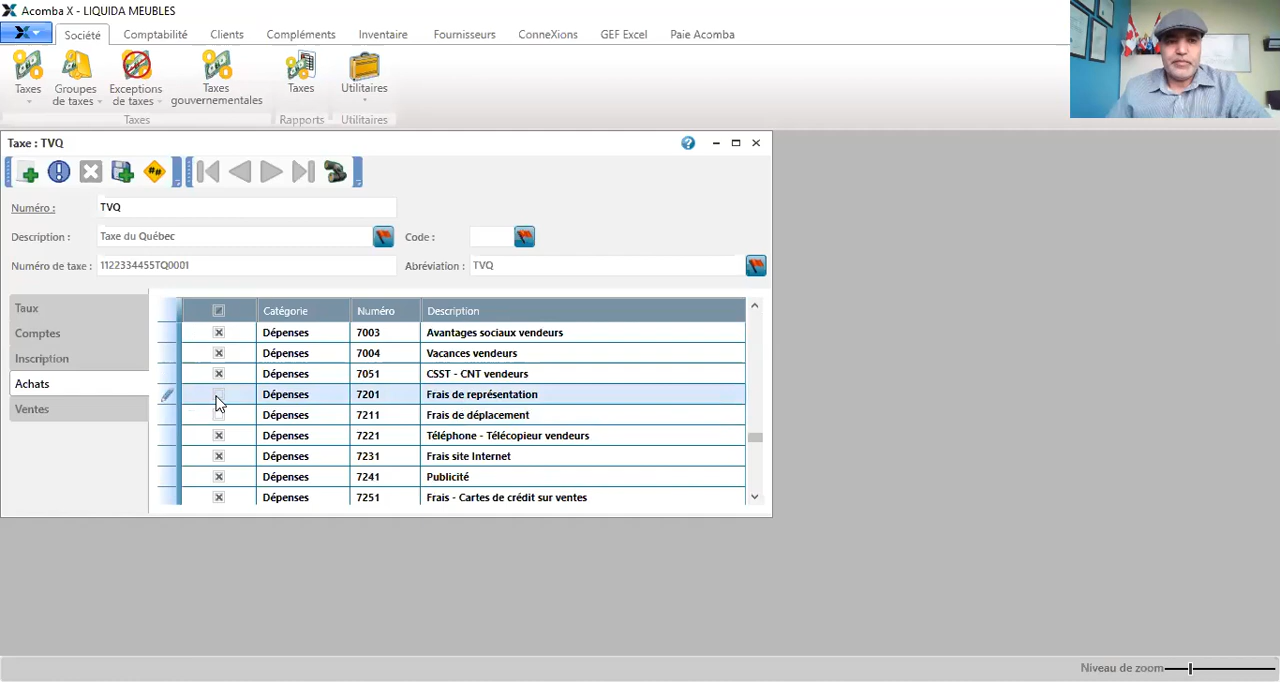 Acomba X - LIQUIDA MEUBLES
Société Comptabilité Clients Compléments Inventaire Fournisseurs ConneXions GEF Excel Paie Acomba
Taxes Groupes de taxes Exceptions de taxes Taxes gouvernementales Taxes Utilitaires
Taxes Rapports Utilitaires
Taxe : TVQ
Numéro : TVQ
Description : Taxe du Québec Code :
Numéro de taxe : 1122334455TQ0001 Abréviation : TVQ
Taux
Comptes
Inscription
Achats
Ventes
Catégorie Numéro Description
Dépenses 7003 Avantages sociaux vendeurs
Dépenses 7004 Vacances vendeurs
Dépenses 7051 CSST - CNT vendeurs
Dépenses 7201 Frais de représentation
Dépenses 7211 Frais de déplacement
Dépenses 7221 Téléphone - Télécopieur vendeurs
Dépenses 7231 Frais site Internet
Dépenses 7241 Publicité
Dépenses 7251 Frais - Cartes de crédit sur ventes
Niveau de zoom